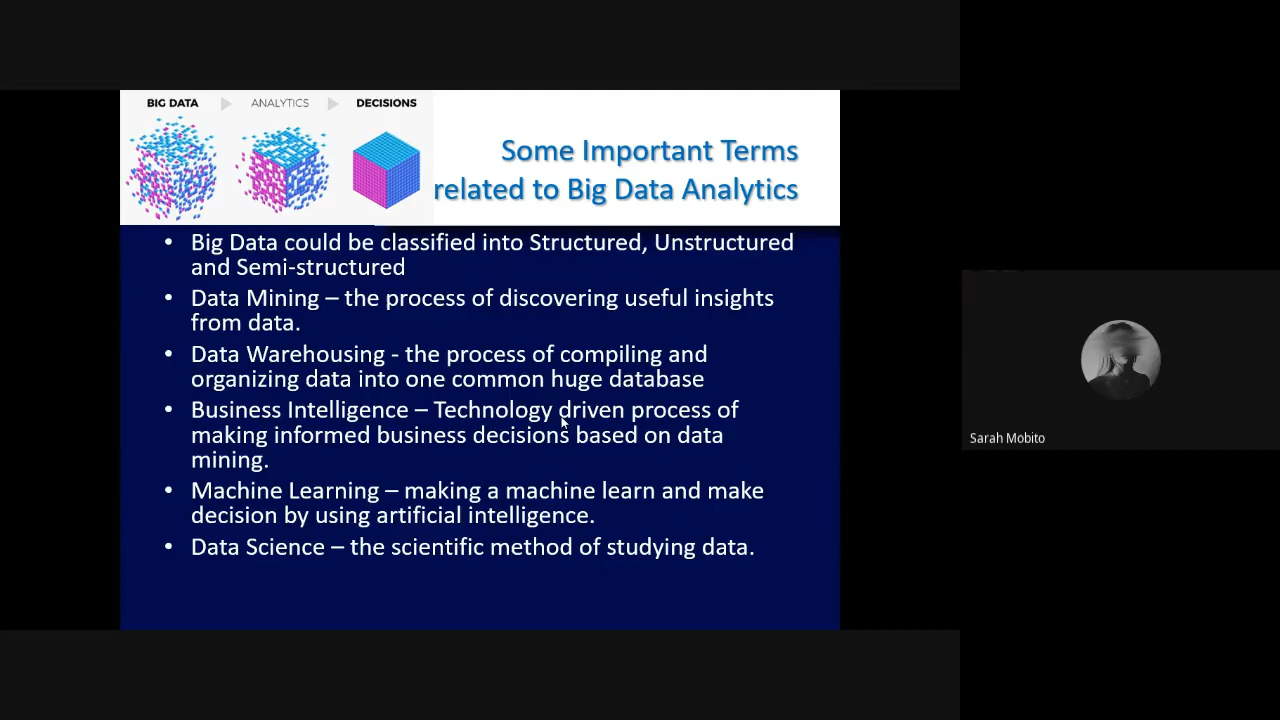 BIG DATA ANALYTICS DECISIONS
Some Important Terms
related to Big Data Analytics
• Big Data could be classified into Structured, Unstructured
and Semi-structured
• Data Mining – the process of discovering useful insights
from data.
• Data Warehousing - the process of compiling and
organizing data into one common huge database
• Business Intelligence – Technology driven process of
making informed business decisions based on data
mining.
• Machine Learning – making a machine learn and make
decision by using artificial intelligence.
• Data Science – the scientific method of studying data.
Sarah Mobito